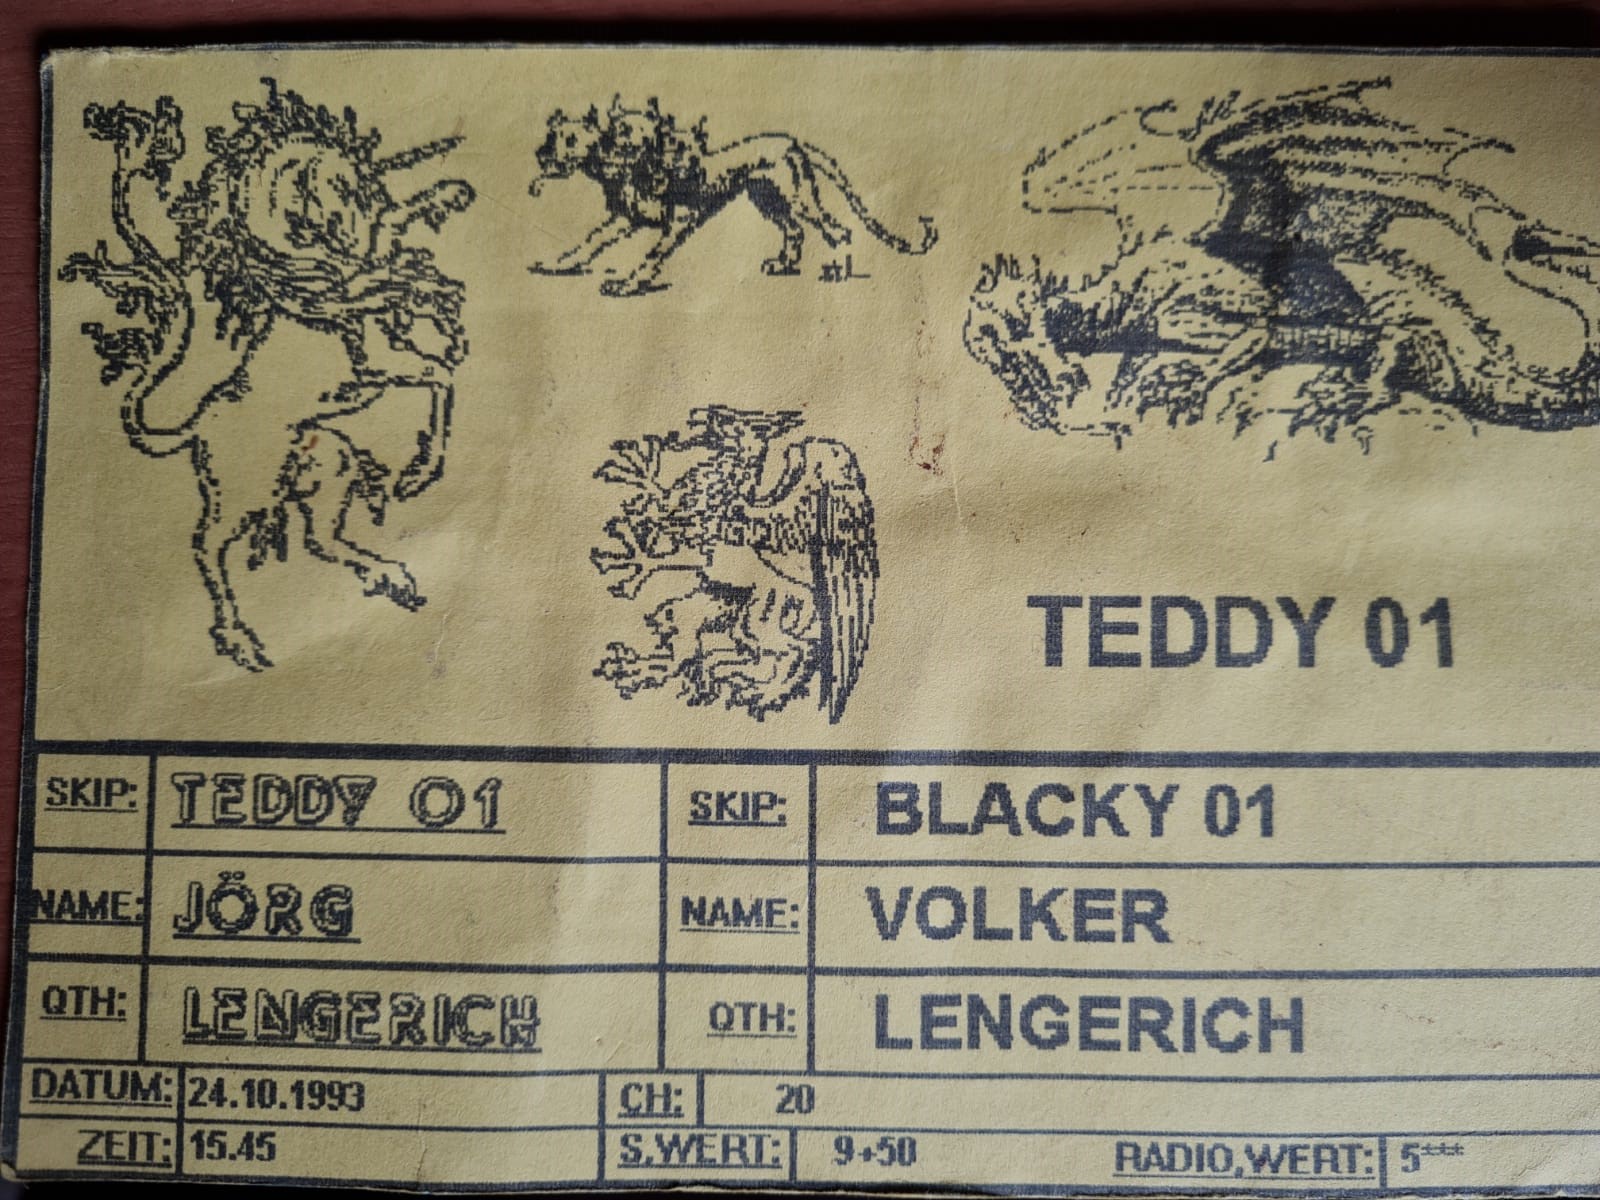 TEDDY 01
SKIP: TEDDY 01 SKIP: BLACKY 01
NAME: JÖRG NAME: VOLKER
QTH: LENGERICH QTH: LENGERICH
DATUM: 24.10.1993 CH: 20
ZEIT: 15.45 S.WERT: 9+50 RADIO.WERT: 5***